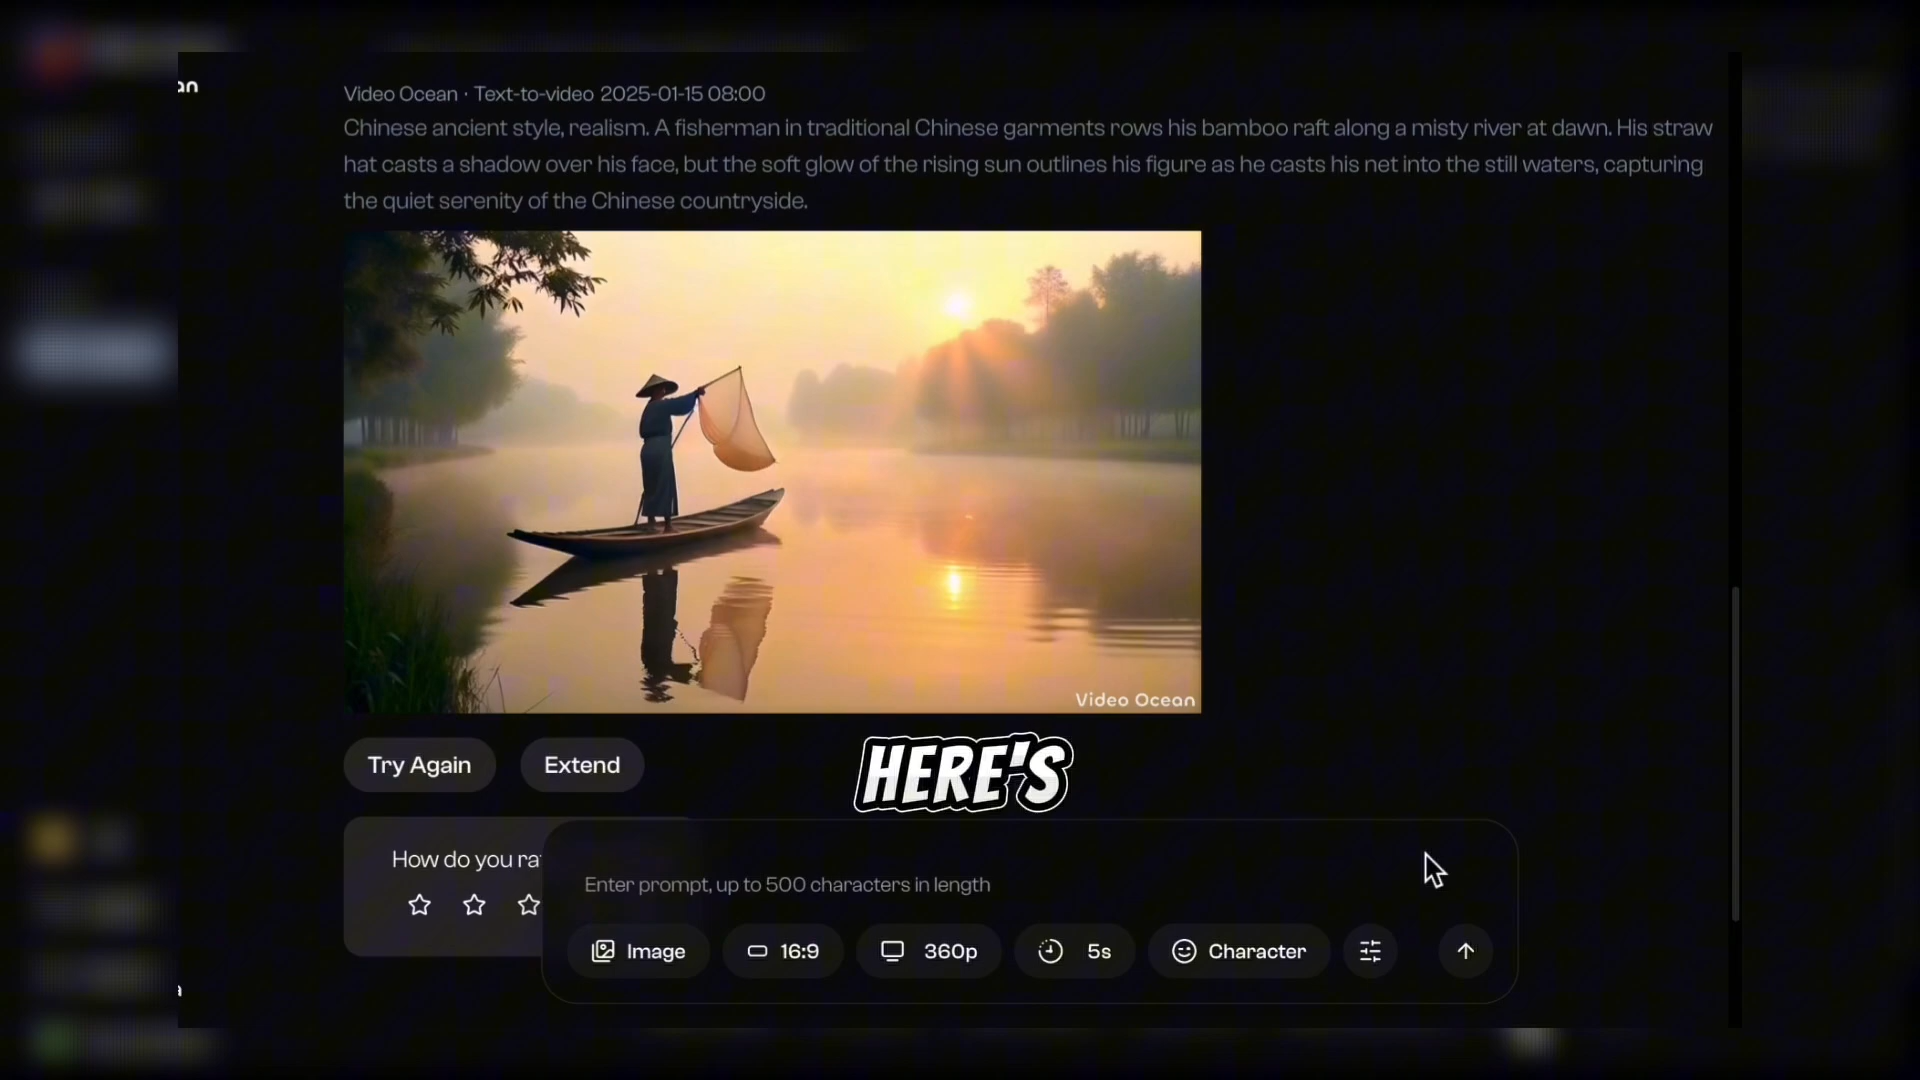 an
Video Ocean · Text-to-video 2025-01-15 08:00
Chinese ancient style, realism. A fisherman in traditional Chinese garments rows his bamboo raft along a misty river at dawn. His straw
hat casts a shadow over his face, but the soft glow of the rising sun outlines his figure as he casts his net into the still waters, capturing
the quiet serenity of the Chinese countryside.
Video Ocean
Try Again
Extend
HERE'S
How do you ra
Enter prompt, up to 500 characters in length
Image
16:9
360p
5s
Character